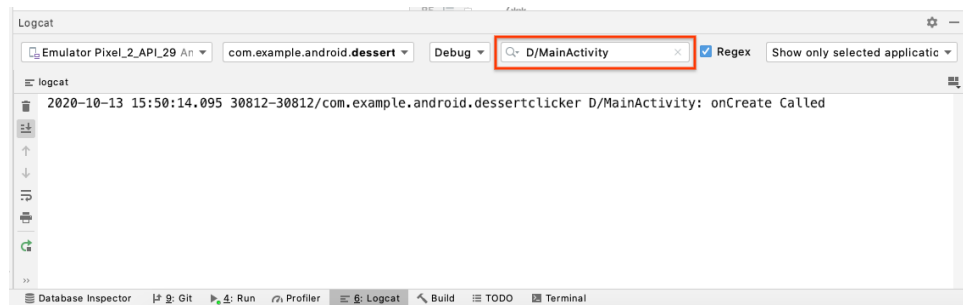 Logcat
Emulator Pixel_2_API_29 An com.example.android.dessert Debug D/MainActivity Regex Show only selected applicatic
logcat
2020-10-13 15:50:14.095 30812-30812/com.example.android.dessertclicker D/MainActivity: onCreate Called
Database Inspector 9: Git 4: Run Profiler 6: Logcat Build TODO Terminal